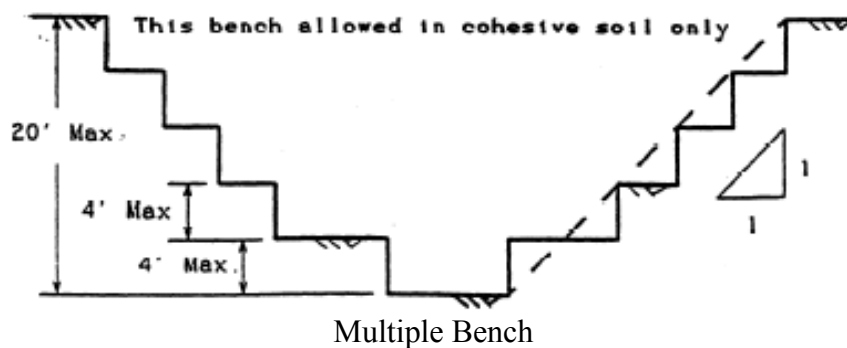 This bench allowed in cohesive soil only
20' Max.
4' Max
1
1
4' Max.
Multiple Bench